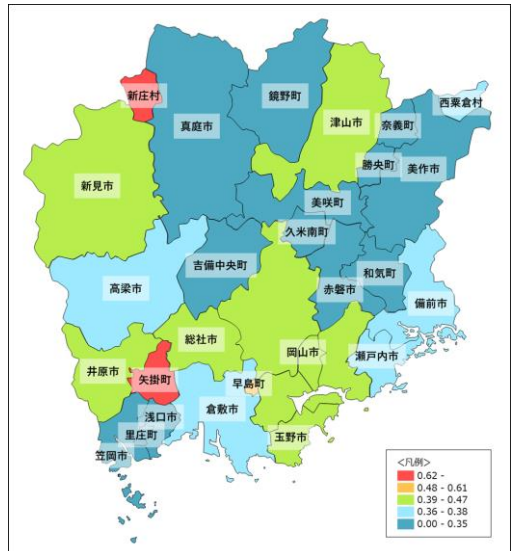 新庄村
鏡野町
西粟倉村
真庭市
津山市
奈義町
勝央町
美作市
新見市
美咲町
久米南町
吉備中央町
和気町
高梁市
赤磐市
備前市
総社市
岡山市
瀬戸内市
井原市
矢掛町
早島町
浅口市
倉敷市
里庄町
玉野市
笠岡市
<凡例>
0.62 -
0.48 - 0.61
0.39 - 0.47
0.36 - 0.38
0.00 - 0.35